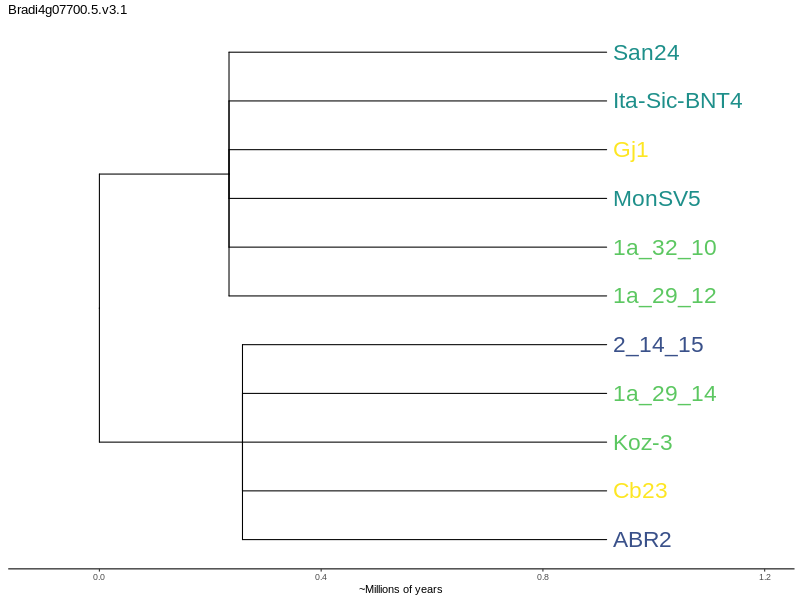 Bradi4g07700.5.v3.1
San24
Ita-Sic-BNT4
Gj1
MonSV5
1a_32_10
1a_29_12
2_14_15
1a_29_14
Koz-3
Cb23
ABR2
0.0 0.4 0.8 1.2
~Millions of years